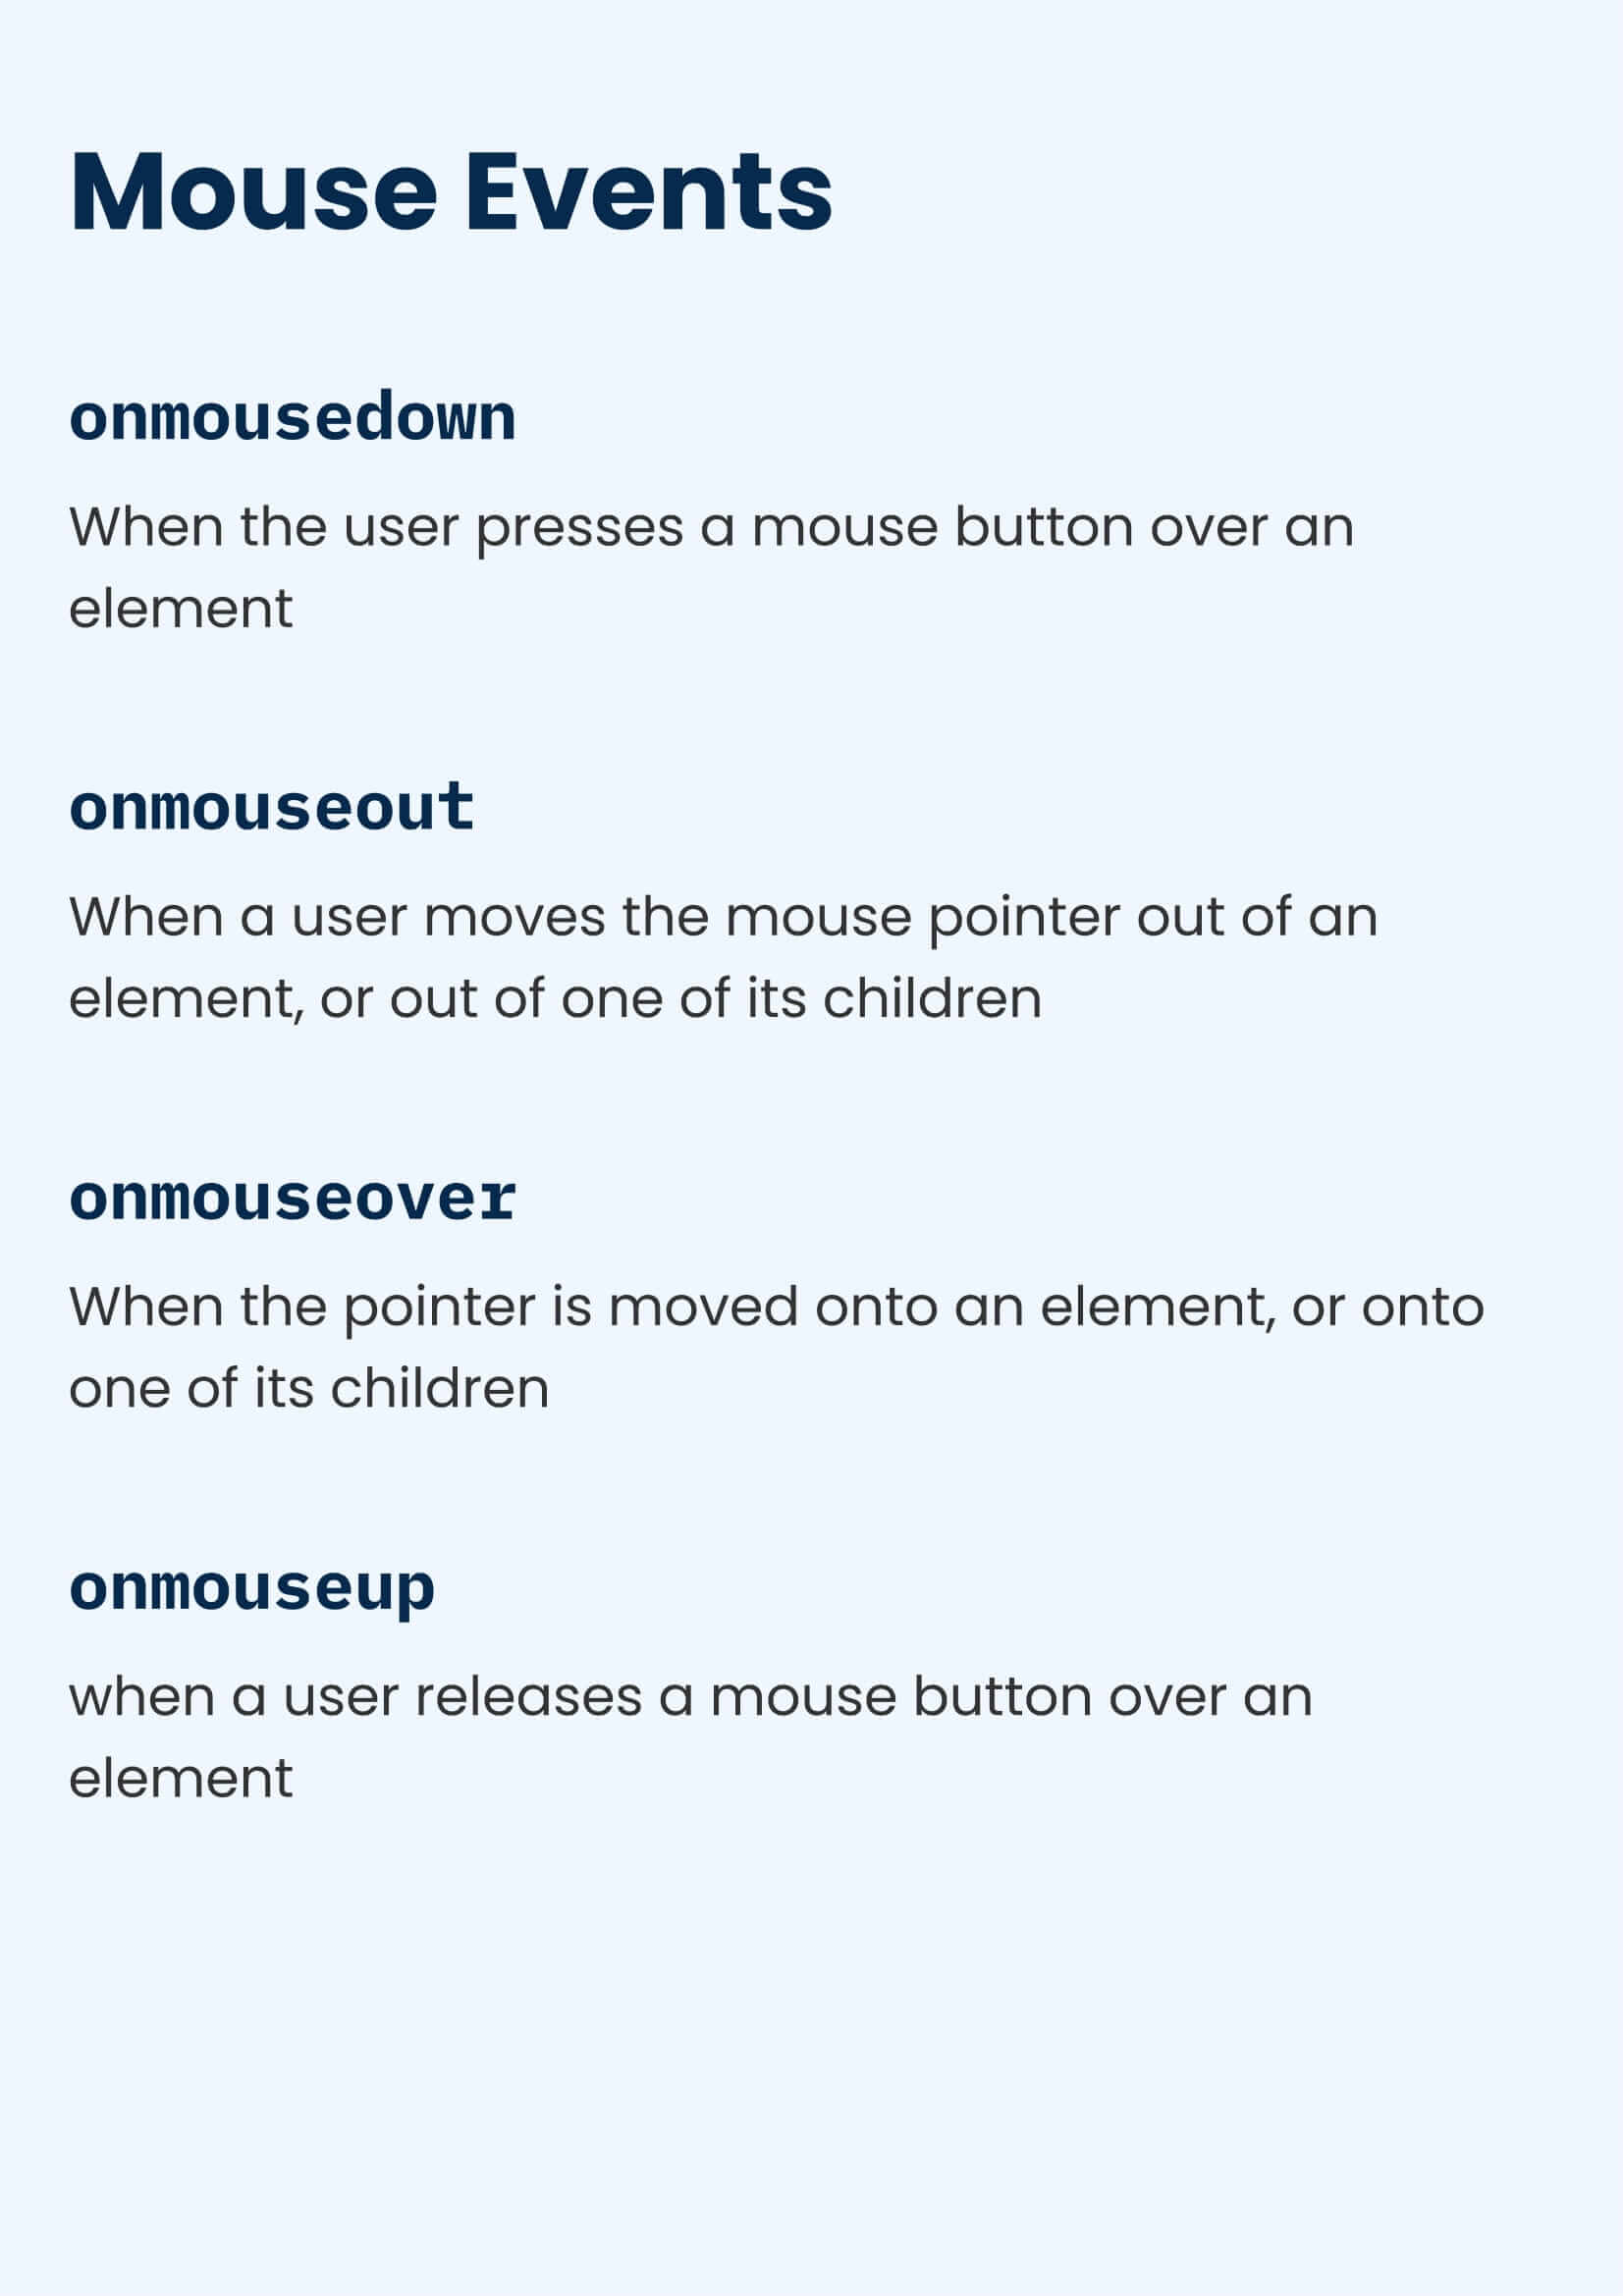 Mouse Events
onmousedown
When the user presses a mouse button over an
element
onmouseout
When a user moves the mouse pointer out of an
element, or out of one of its children
onmouseover
When the pointer is moved onto an element, or onto
one of its children
onmouseup
when a user releases a mouse button over an
element